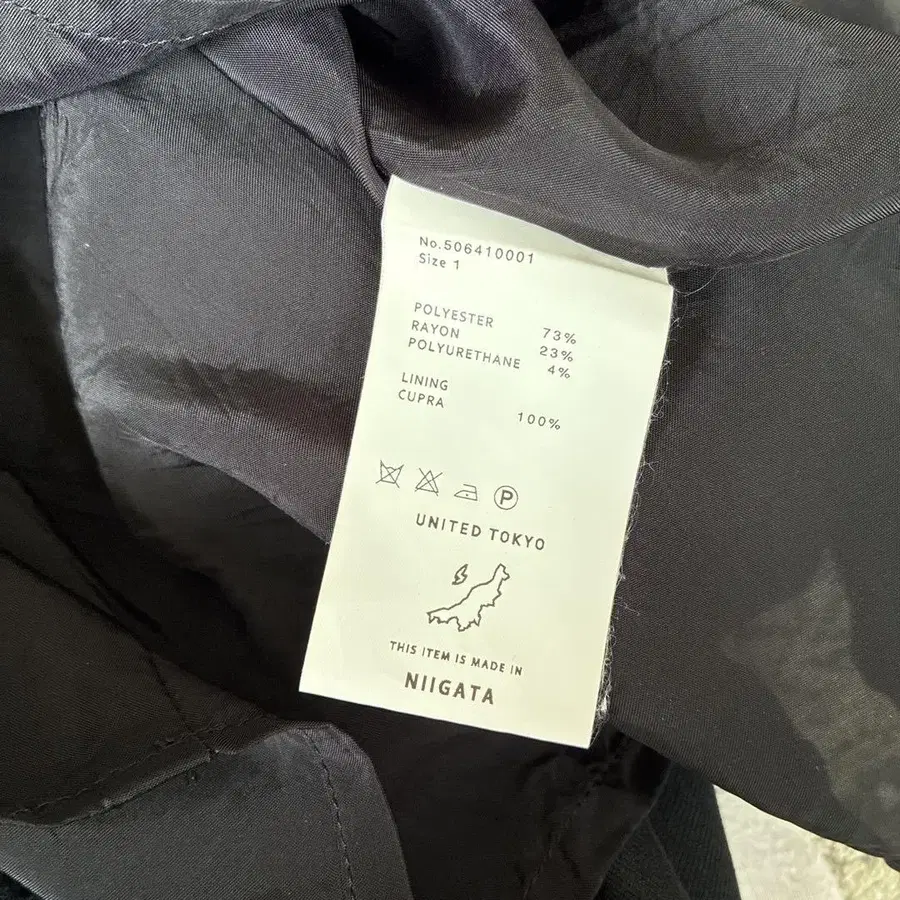 No.506410001
Size 1
POLYESTER 73%
RAYON 23%
POLYURETHANE 4%
LINING
CUPRA 100%
P
UNITED TOKYO
THIS ITEM IS MADE IN
NIIGATA